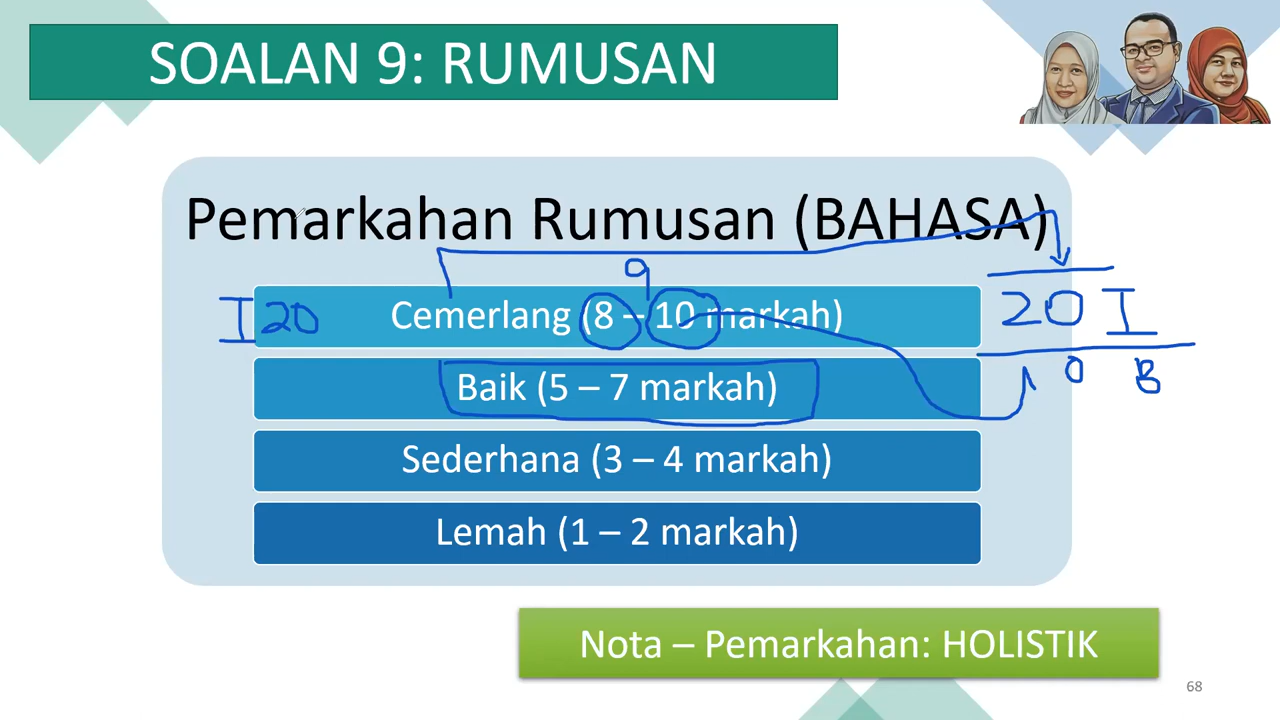 SOALAN 9: RUMUSAN
Pemarkahan Rumusan (BAHASA)
9
I 20 Cemerlang (8 – 10 markah) 20 I
Baik (5 – 7 markah) 0 B
Sederhana (3 – 4 markah)
Lemah (1 – 2 markah)
Nota – Pemarkahan: HOLISTIK
68